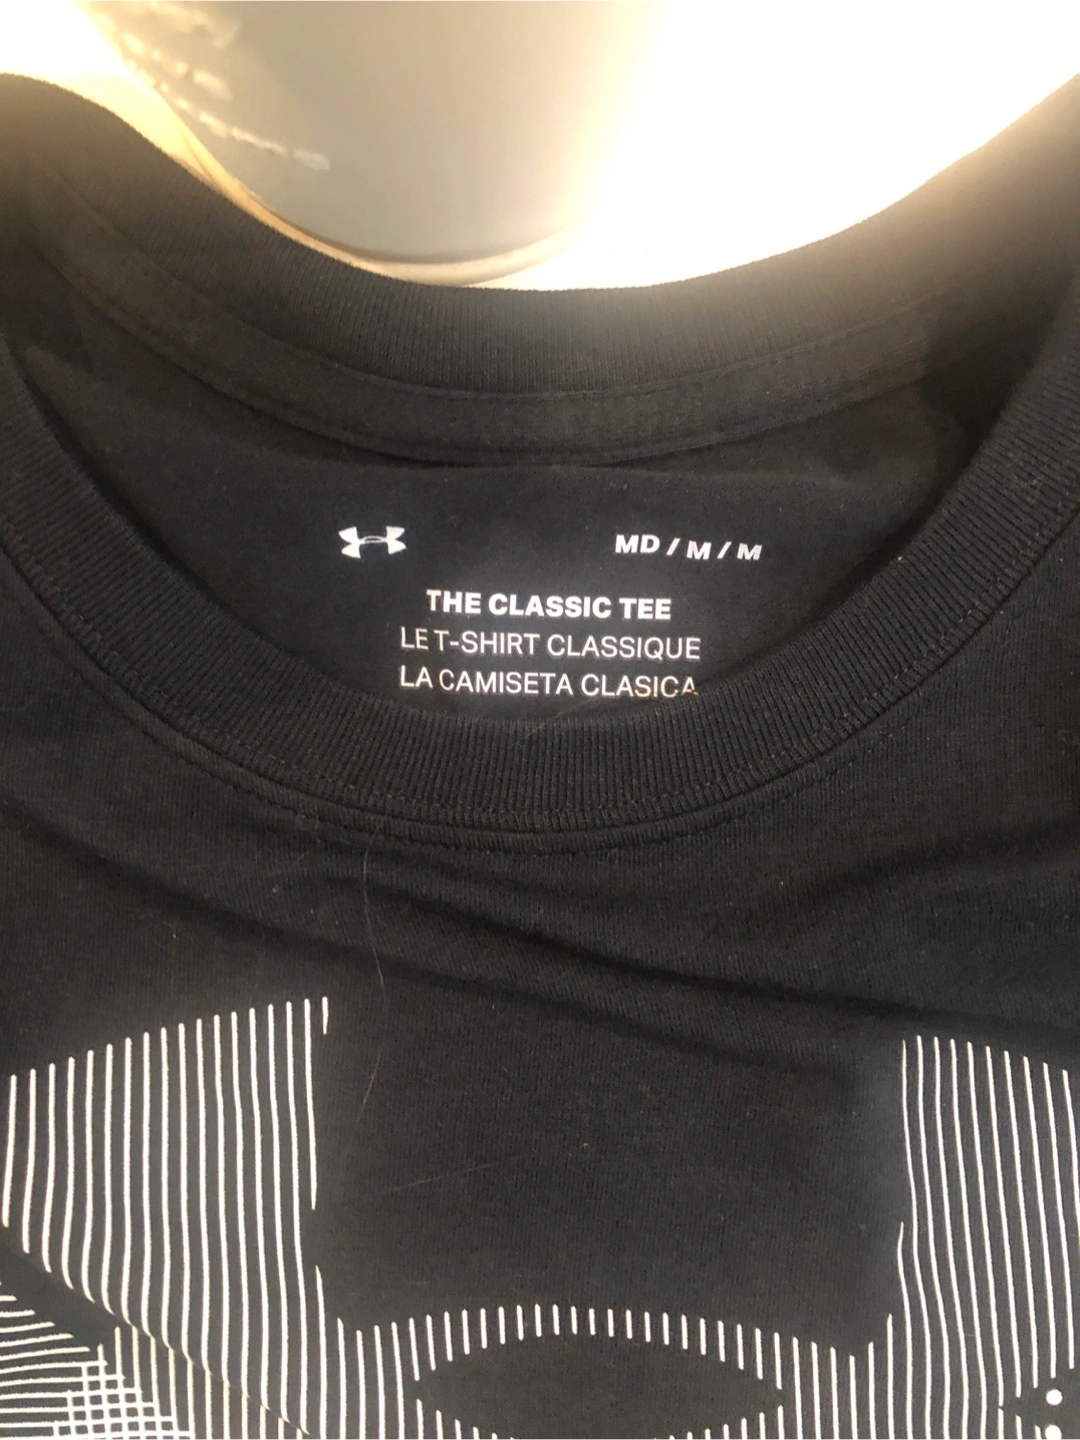 MD / M / M
THE CLASSIC TEE
LE T-SHIRT CLASSIQUE
LA CAMISETA CLASICA